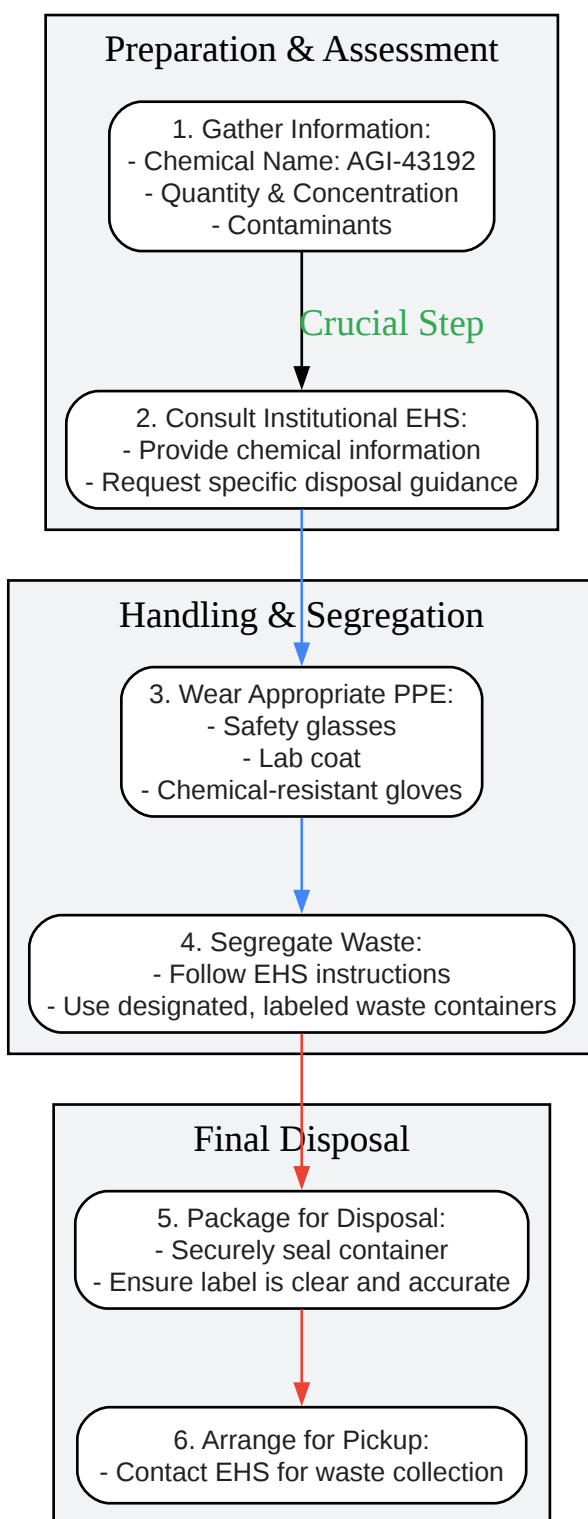 Preparation & Assessment
1. Gather Information:
- Chemical Name: AGI-43192
- Quantity & Concentration
- Contaminants
Crucial Step
2. Consult Institutional EHS:
- Provide chemical information
- Request specific disposal guidance
Handling & Segregation
3. Wear Appropriate PPE:
- Safety glasses
- Lab coat
- Chemical-resistant gloves
4. Segregate Waste:
- Follow EHS instructions
- Use designated, labeled waste containers
Final Disposal
5. Package for Disposal:
- Securely seal container
- Ensure label is clear and accurate
6. Arrange for Pickup:
- Contact EHS for waste collection